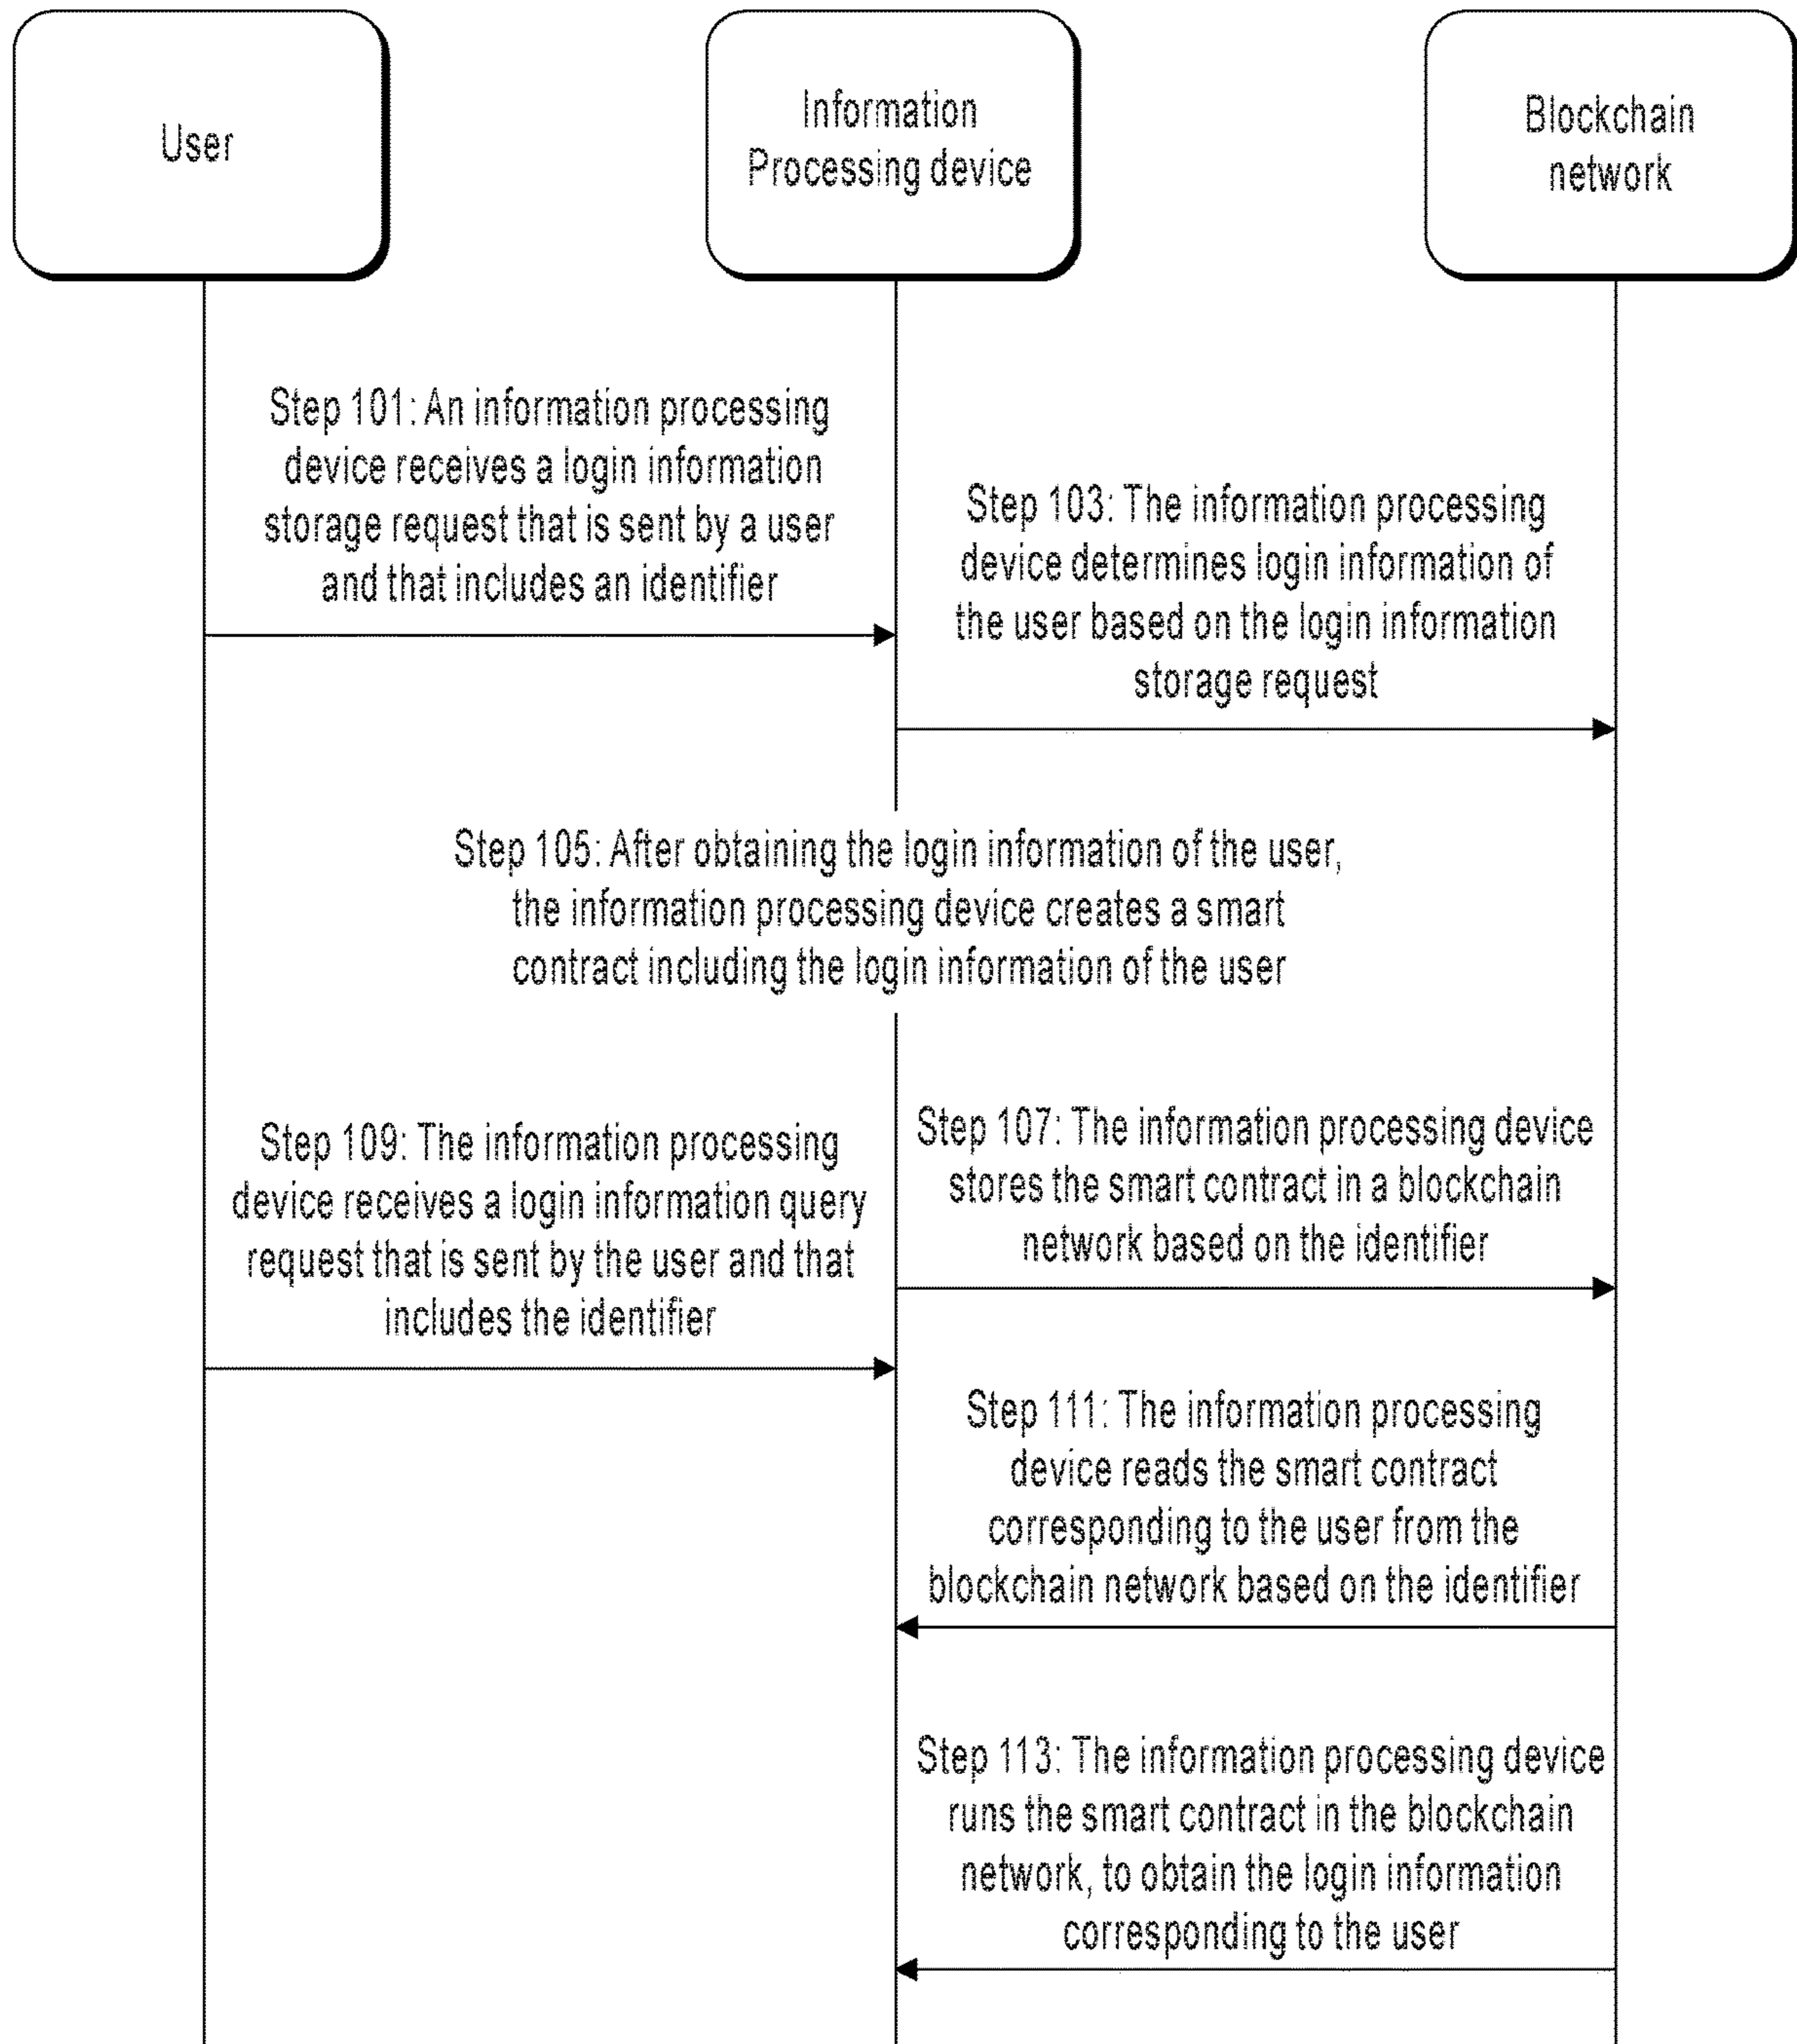 User
Information
Processing device
Blockchain
network
Step 101: An information processing
device receives a login information
storage request that is sent by a user
and that includes an identifier
Step 103: The information processing
device determines login information of
the user based on the login information
storage request
Step 105: After obtaining the login information of the user,
the information processing device creates a smart
contract including the login information of the user
Step 107: The information processing device
stores the smart contract in a blockchain
network based on the identifier
Step 109: The information processing
device receives a login information query
request that is sent by the user and that
includes the identifier
Step 111: The information processing
device reads the smart contract
corresponding to the user from the
blockchain network based on the identifier
Step 113: The information processing device
runs the smart contract in the blockchain
network, to obtain the login information
corresponding to the user